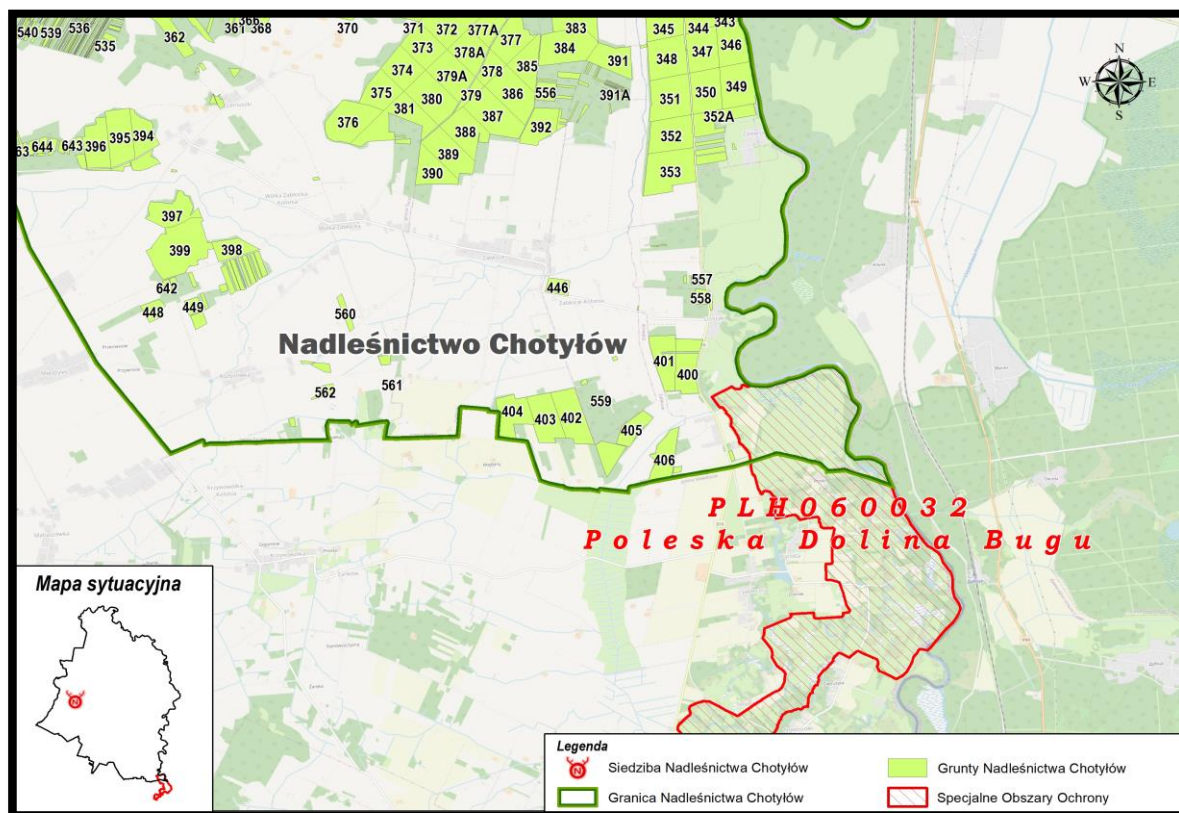 540 539 536 535 362 361 366 368 370 371 372 377A 383 345 344 343
373 378A 377 384 391 348 347 346
374 379A 378 385 391A
375 381 380 379 386 556 351 350 349
376 388 387 392 352 352A
389 390 353
63 644 643 396 395 394
397
399 398
642
448 449
446
557
558
560
Nadleśnictwo Chotyłów
401 400
562 561
404 403 402 559 405
406
PLH060032
Poleska Dolina Bugu
N
W E
S
Mapa sytuacyjna
N
Legenda
Siedziba Nadleśnictwa Chotyłów
Granica Nadleśnictwa Chotyłów
Grunty Nadleśnictwa Chotyłów
Specjalne Obszary Ochrony